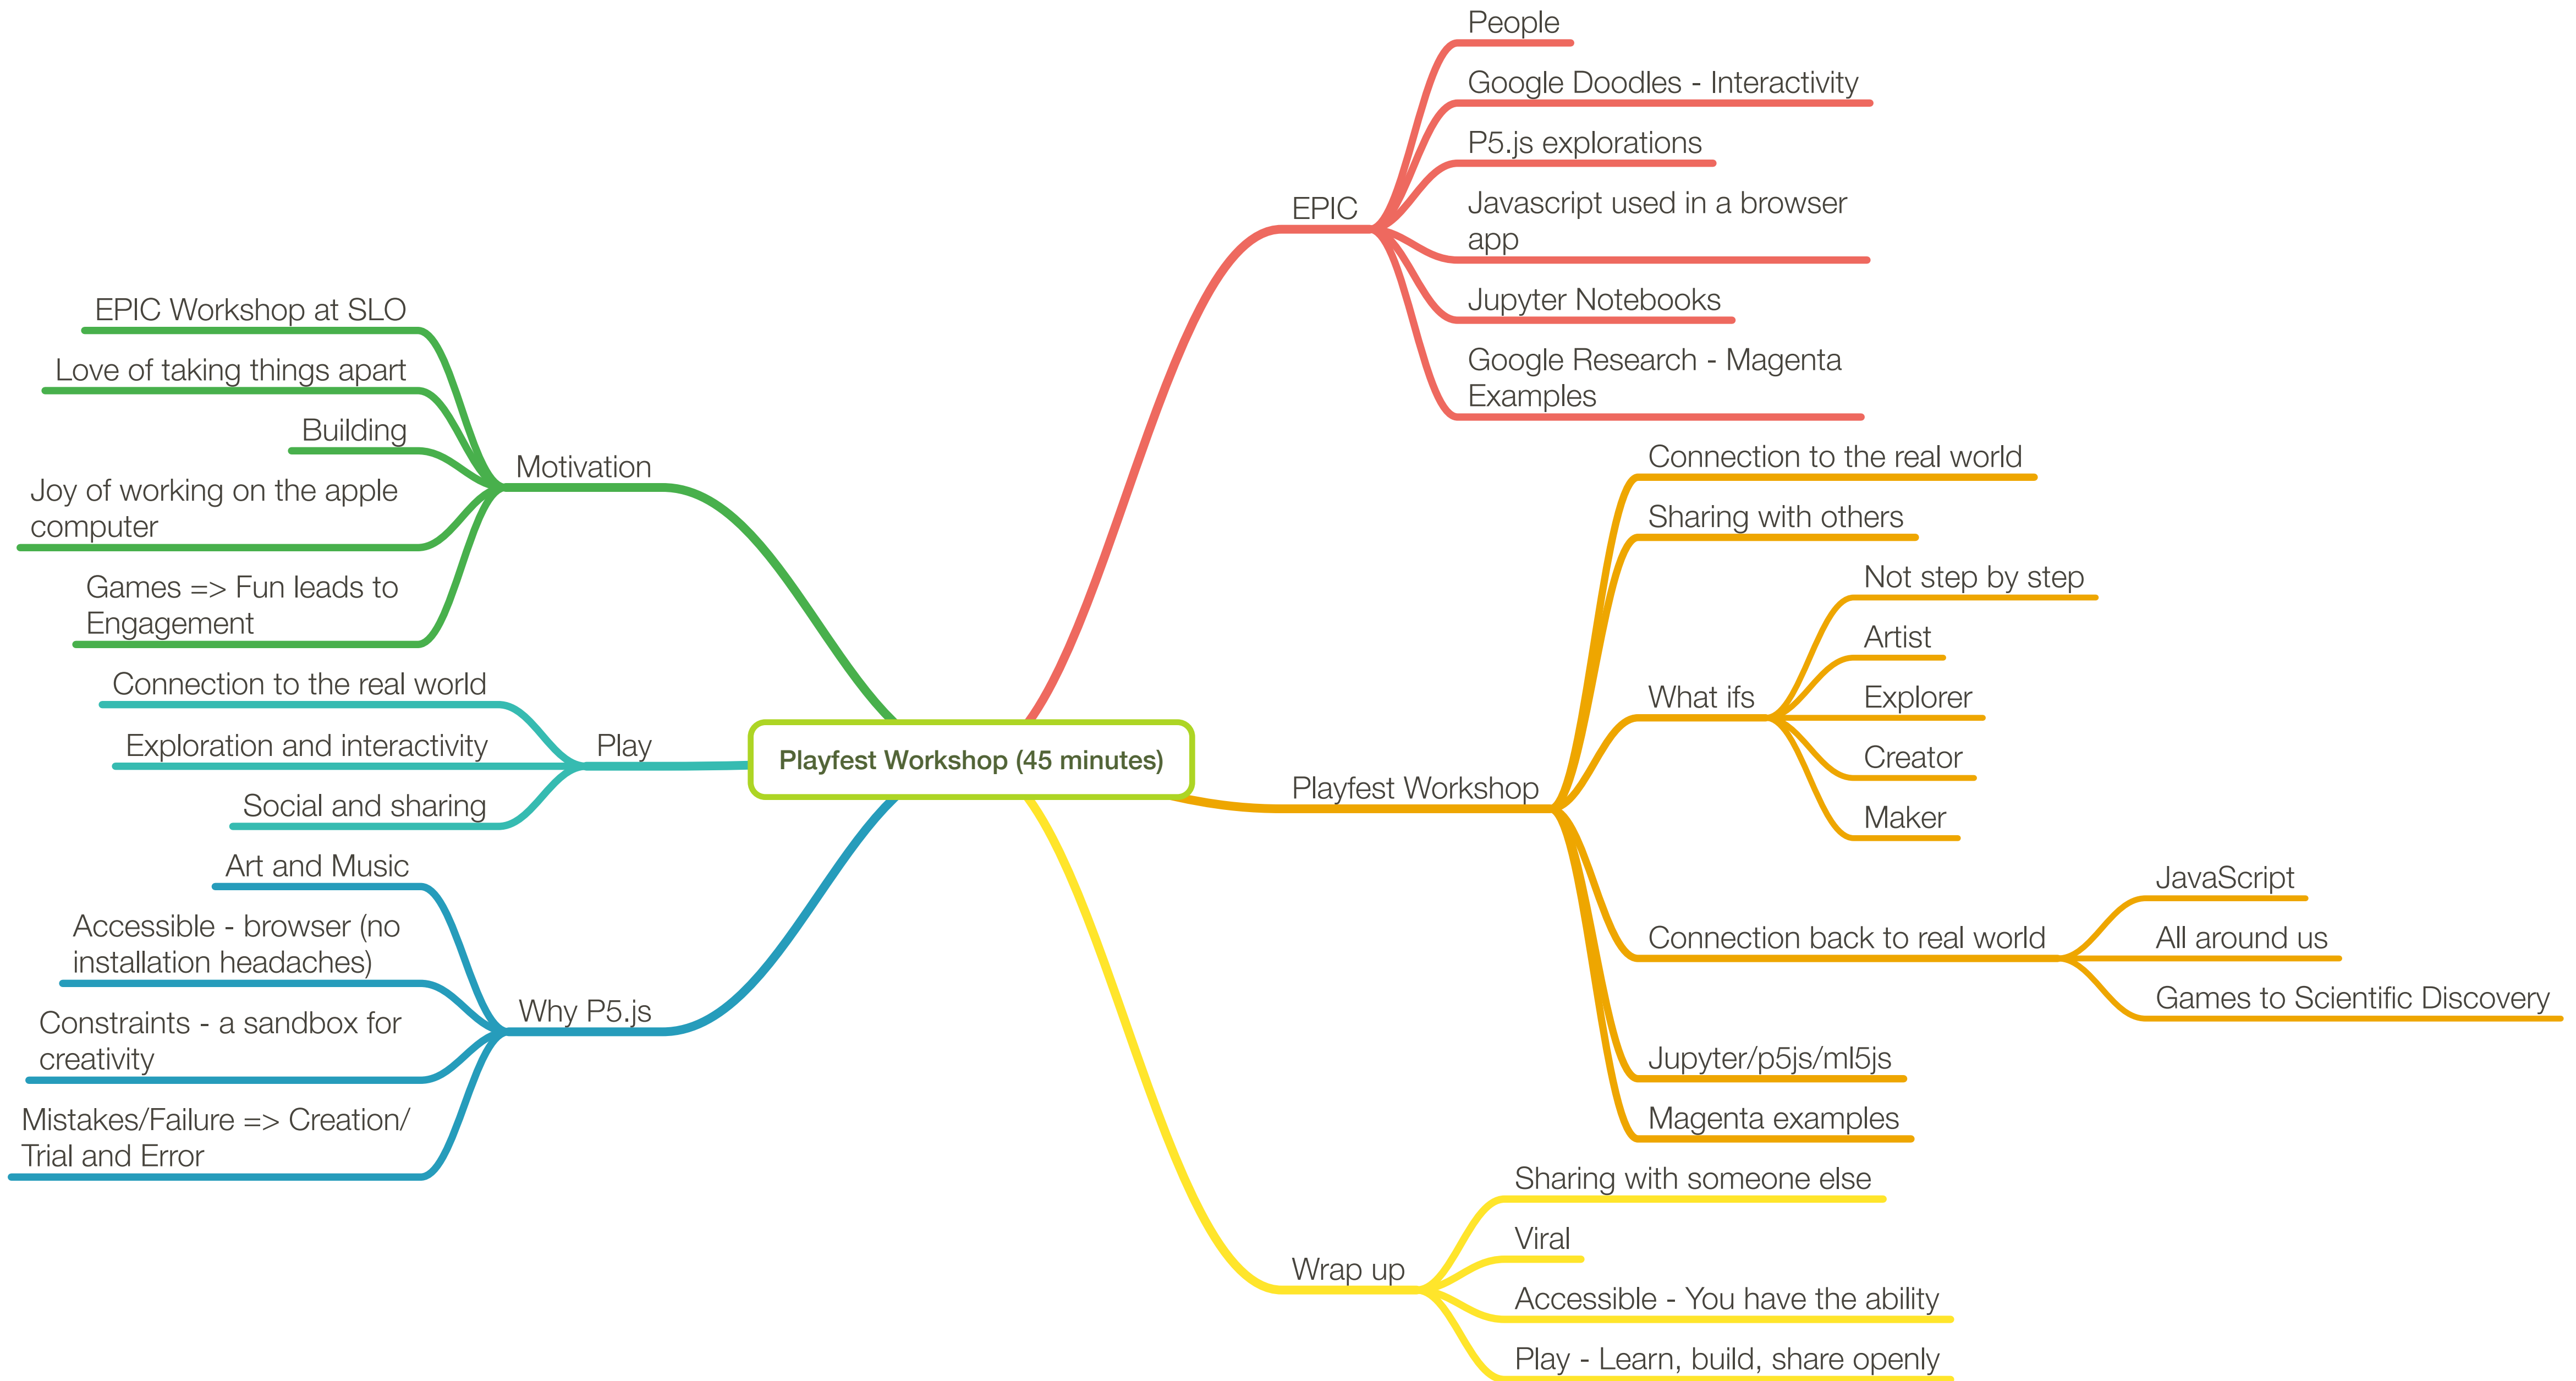 Playfest Workshop (45 minutes)
EPIC
People
Google Doodles - Interactivity
P5.js explorations
Javascript used in a browser
app
Jupyter Notebooks
Google Research - Magenta
Examples
Playfest Workshop
Connection to the real world
Sharing with others
What ifs
Not step by step
Artist
Explorer
Creator
Maker
Connection back to real world
JavaScript
All around us
Games to Scientific Discovery
Jupyter/p5js/ml5js
Magenta examples
Wrap up
Sharing with someone else
Viral
Accessible - You have the ability
Play - Learn, build, share openly
Motivation
EPIC Workshop at SLO
Love of taking things apart
Building
Joy of working on the apple
computer
Games => Fun leads to
Engagement
Play
Connection to the real world
Exploration and interactivity
Social and sharing
Why P5.js
Art and Music
Accessible - browser (no
installation headaches)
Constraints - a sandbox for
creativity
Mistakes/Failure => Creation/
Trial and Error